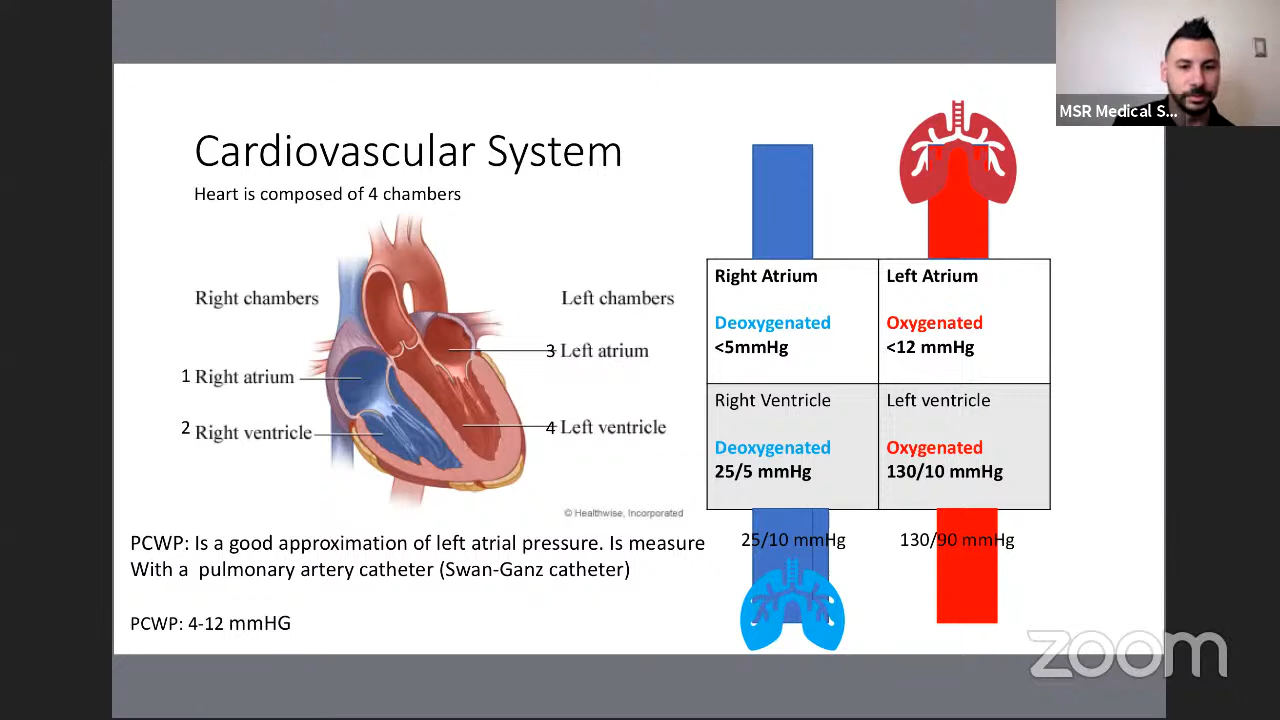 MSR Medical S...
Cardiovascular System
Heart is composed of 4 chambers
Right chambers
Left chambers
3 Left atrium
1 Right atrium
2 Right ventricle
4 Left ventricle
© Healthwise, Incorporated
Right Atrium
Deoxygenated
<5mmHg
Left Atrium
Oxygenated
<12 mmHg
Right Ventricle
Deoxygenated
25/5 mmHg
Left ventricle
Oxygenated
130/10 mmHg
25/10 mmHg
130/90 mmHg
PCWP: Is a good approximation of left atrial pressure. Is measure
With a pulmonary artery catheter (Swan-Ganz catheter)
PCWP: 4-12 mmHG
zoom